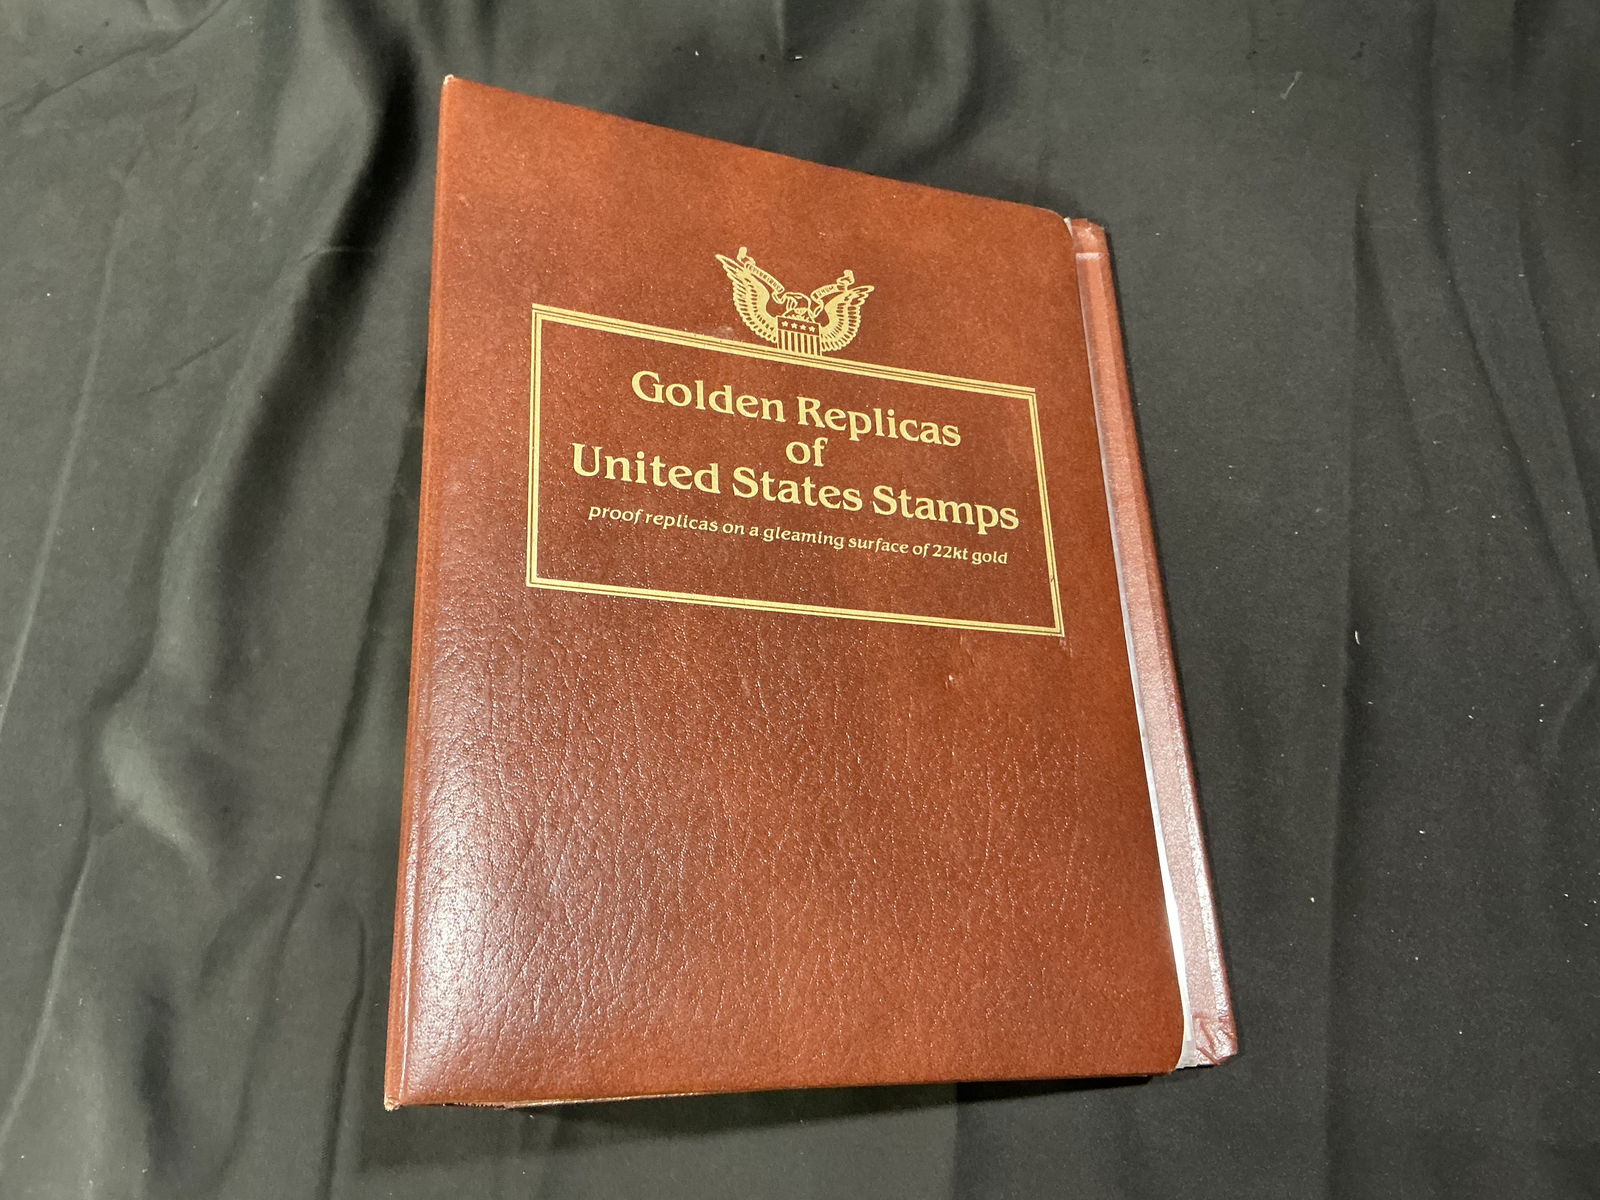 Golden Replicas
of
United States Stamps
proof replicas on a gleaming surface of 22kt gold